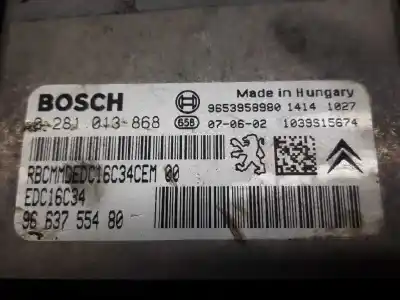 BOSCH
Made in Hungary
9653958980 1414 1027
0 281 013 868
658
07-06-02
1039S15674
RBCMMDEDC16C34CEM 00
EDC16C34
96 637 554 80